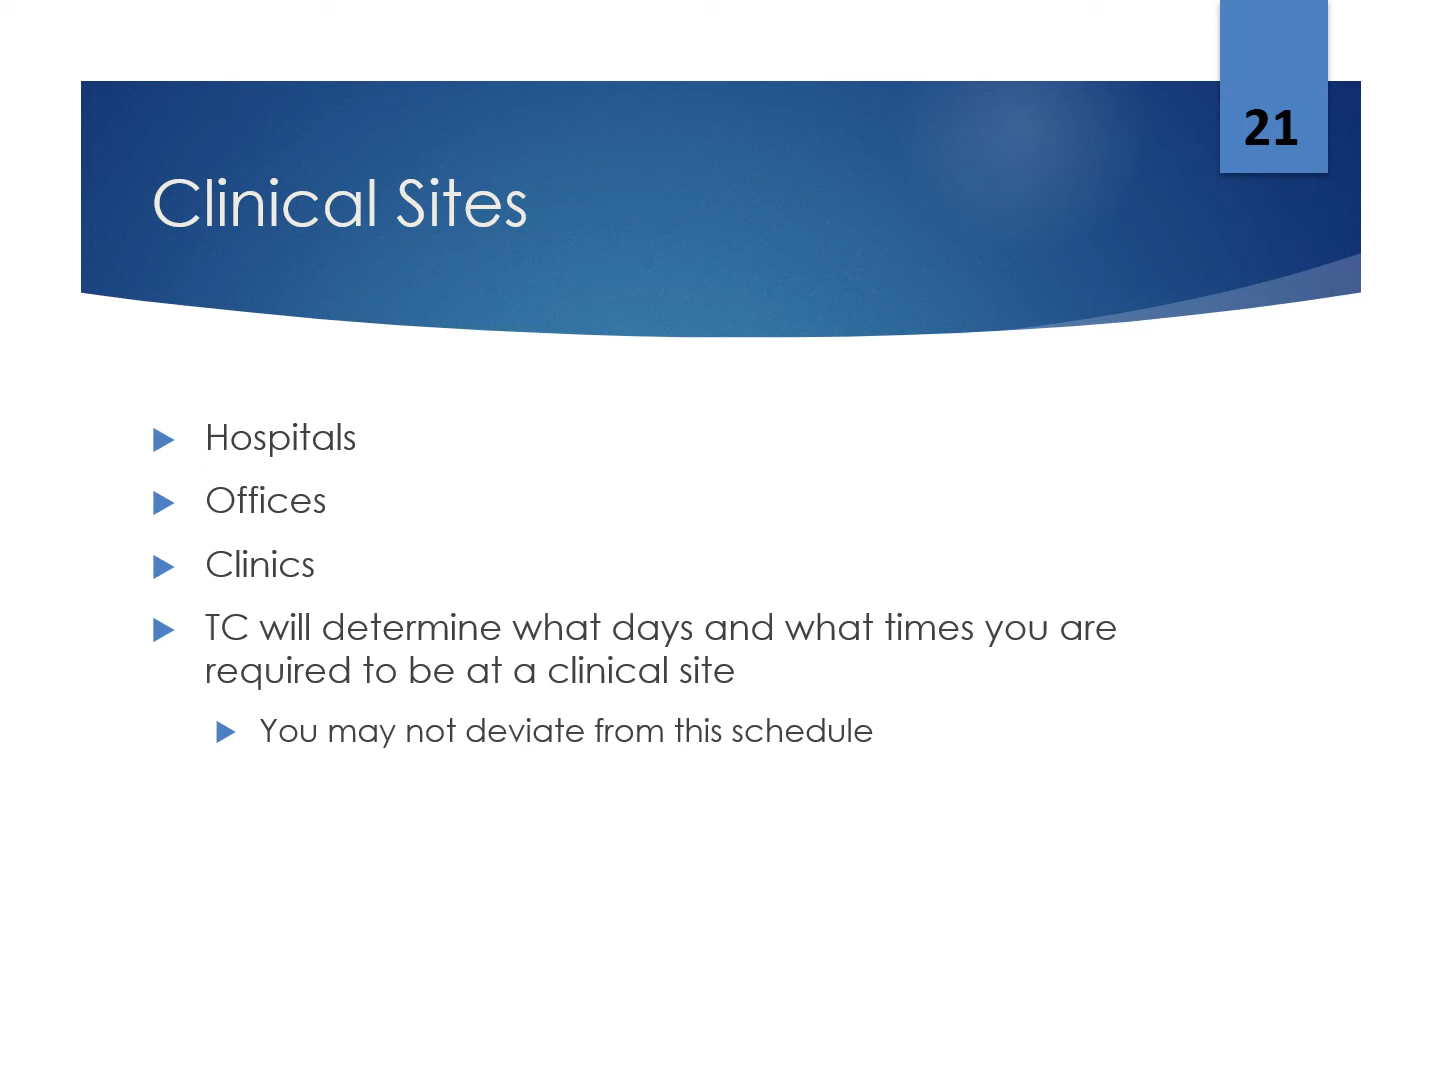 21
Clinical Sites
Hospitals
Offices
Clinics
TC will determine what days and what times you are
required to be at a clinical site
You may not deviate from this schedule